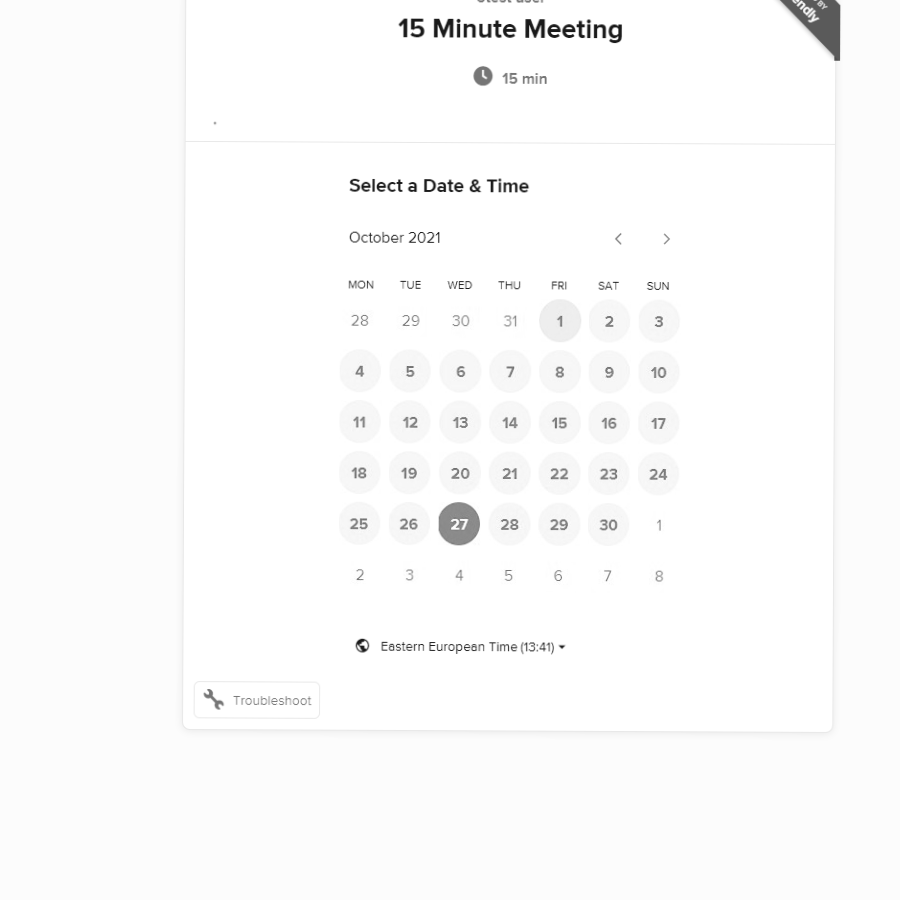 15 Minute Meeting
15 min
Select a Date & Time
October 2021
MON TUE WED THU FRI SAT SUN
28 29 30 31 1 2 3
4 5 6 7 8 9 10
11 12 13 14 15 16 17
18 19 20 21 22 23 24
25 26 27 28 29 30 1
2 3 4 5 6 7 8
Eastern European Time (13:41)
Troubleshoot